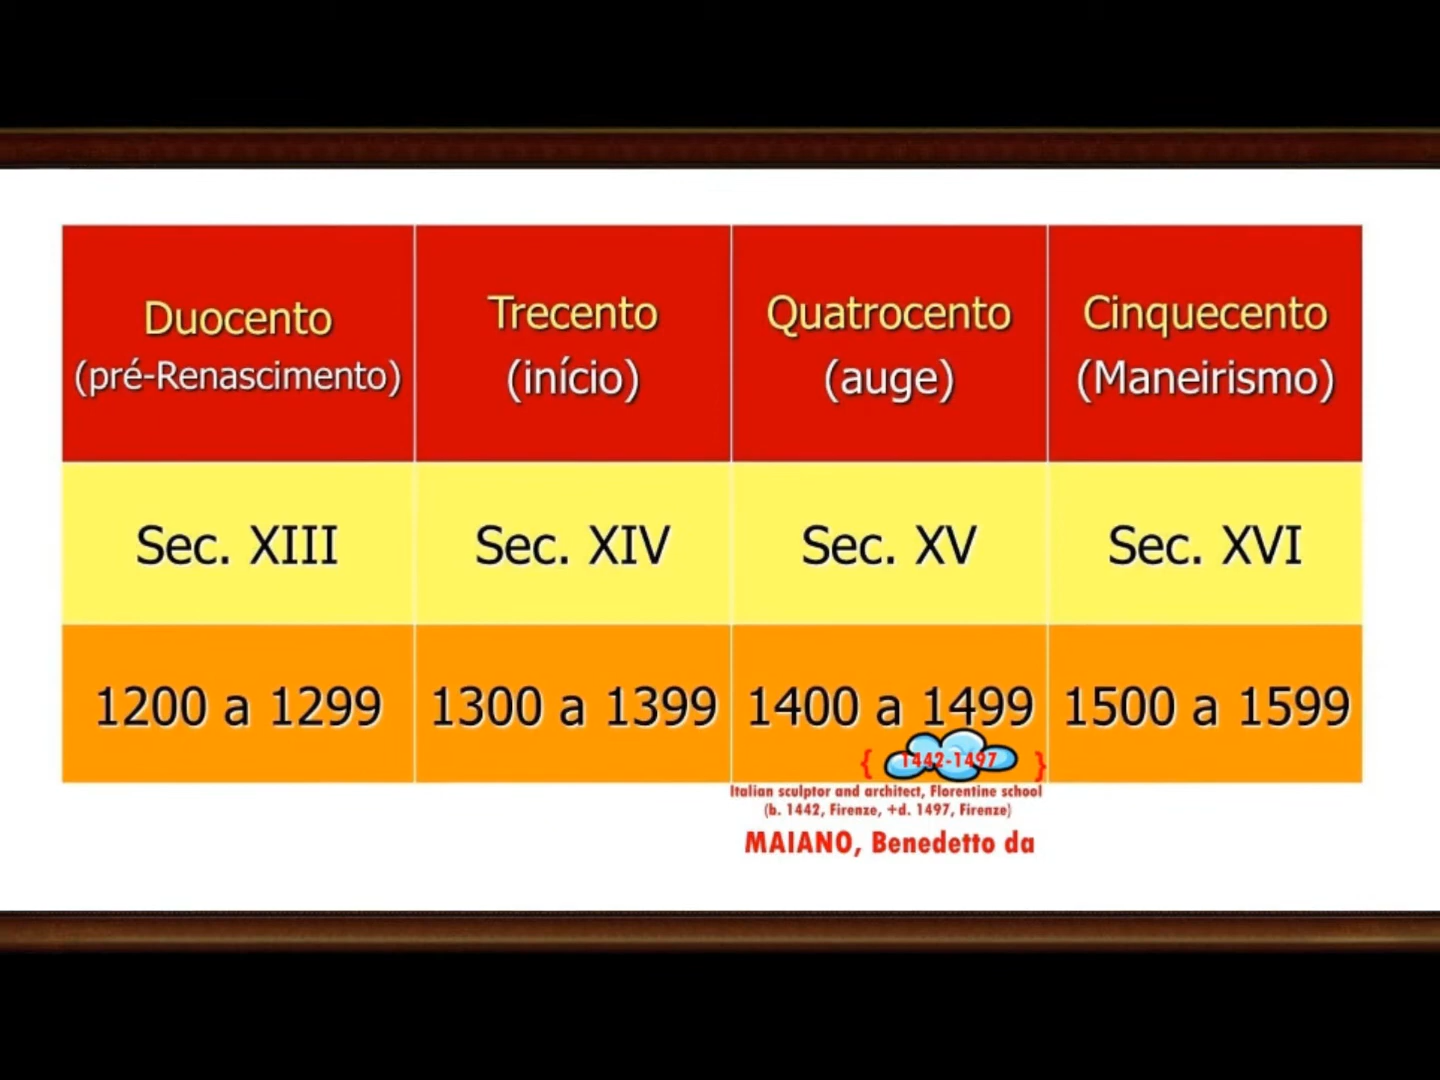 Duocento
(pré-Renascimento)
Trecento
(início)
Quatrocento
(auge)
Cinquecento
(Maneirismo)
Sec. XIII
Sec. XIV
Sec. XV
Sec. XVI
1200 a 1299
1300 a 1399
1400 a 1499
1500 a 1599
{ 1442-1497 }
Italian sculptor and architect, Florentine school
(b. 1442, Firenze, +d. 1497, Firenze)
MAIANO, Benedetto da